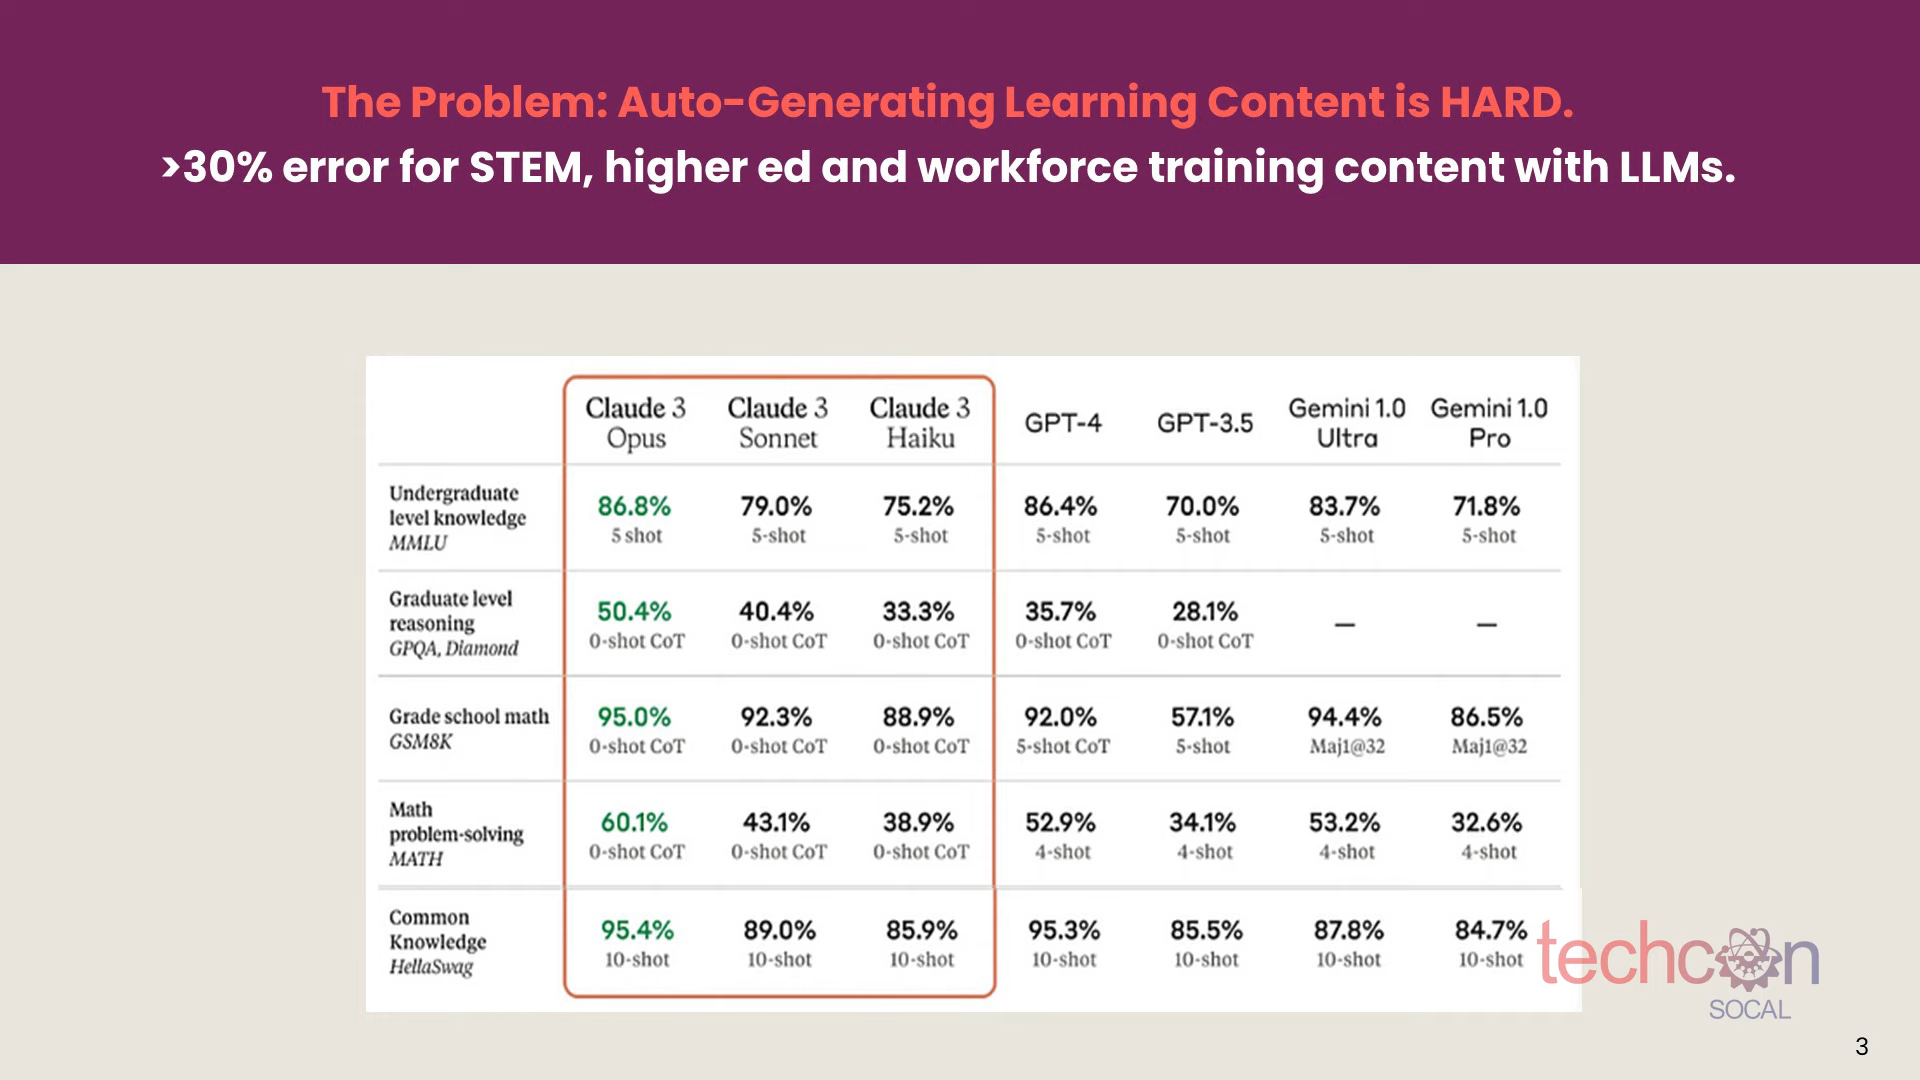 The Problem: Auto-Generating Learning Content is HARD.
>30% error for STEM, higher ed and workforce training content with LLMs.
Claude 3 Opus
Claude 3 Sonnet
Claude 3 Haiku
GPT-4
GPT-3.5
Gemini 1.0 Ultra
Gemini 1.0 Pro
Undergraduate
level knowledge
MMLU
86.8% 79.0% 75.2% 86.4% 70.0% 83.7% 71.8%
5 shot 5-shot 5-shot 5-shot 5-shot 5-shot 5-shot
Graduate level
reasoning
GPQA, Diamond
50.4% 40.4% 33.3% 35.7% 28.1% — —
0-shot CoT 0-shot CoT 0-shot CoT 0-shot CoT 0-shot CoT
Grade school math
GSM8K
95.0% 92.3% 88.9% 92.0% 57.1% 94.4% 86.5%
0-shot CoT 0-shot CoT 0-shot CoT 5-shot CoT 5-shot Maj1@32 Maj1@32
Math
problem-solving
MATH
60.1% 43.1% 38.9% 52.9% 34.1% 53.2% 32.6%
0-shot CoT 0-shot CoT 0-shot CoT 4-shot 4-shot 4-shot 4-shot
Common
Knowledge
HellaSwag
95.4% 89.0% 85.9% 95.3% 85.5% 87.8% 84.7%
10-shot 10-shot 10-shot 10-shot 10-shot 10-shot 10-shot
techcon
SOCAL
3